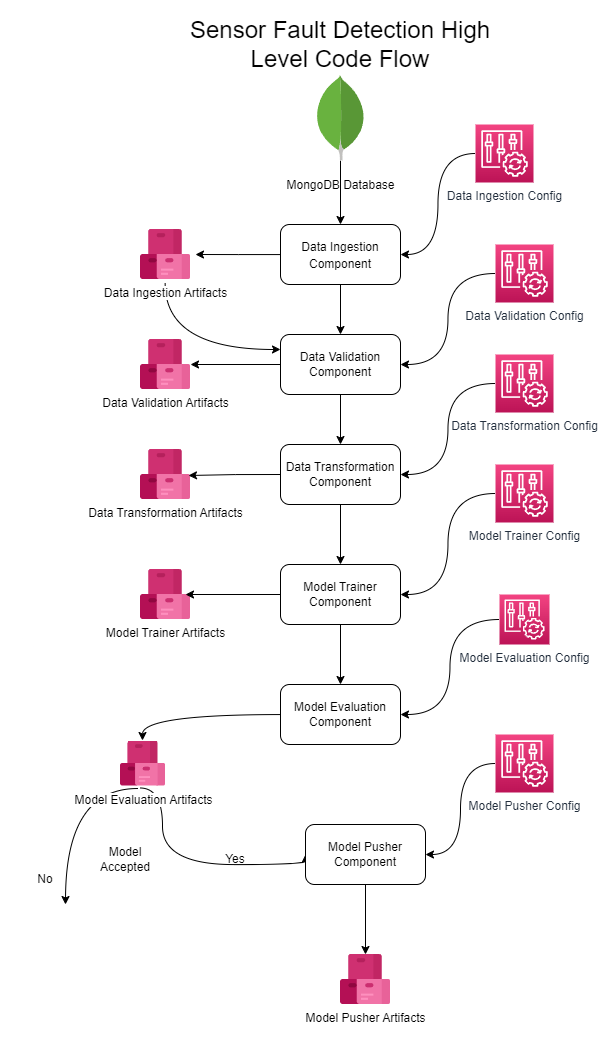 Sensor Fault Detection High
Level Code Flow
MongoDB Database
Data Ingestion Config
Data Ingestion
Component
Data Ingestion Artifacts
Data Validation Config
Data Validation
Component
Data Validation Artifacts
Data Transformation Config
Data Transformation
Component
Data Transformation Artifacts
Model Trainer Config
Model Trainer
Component
Model Trainer Artifacts
Model Evaluation Config
Model Evaluation
Component
Model Evaluation Artifacts
Model Pusher Config
Model
Accepted
Yes
No
Model Pusher
Component
Model Pusher Artifacts